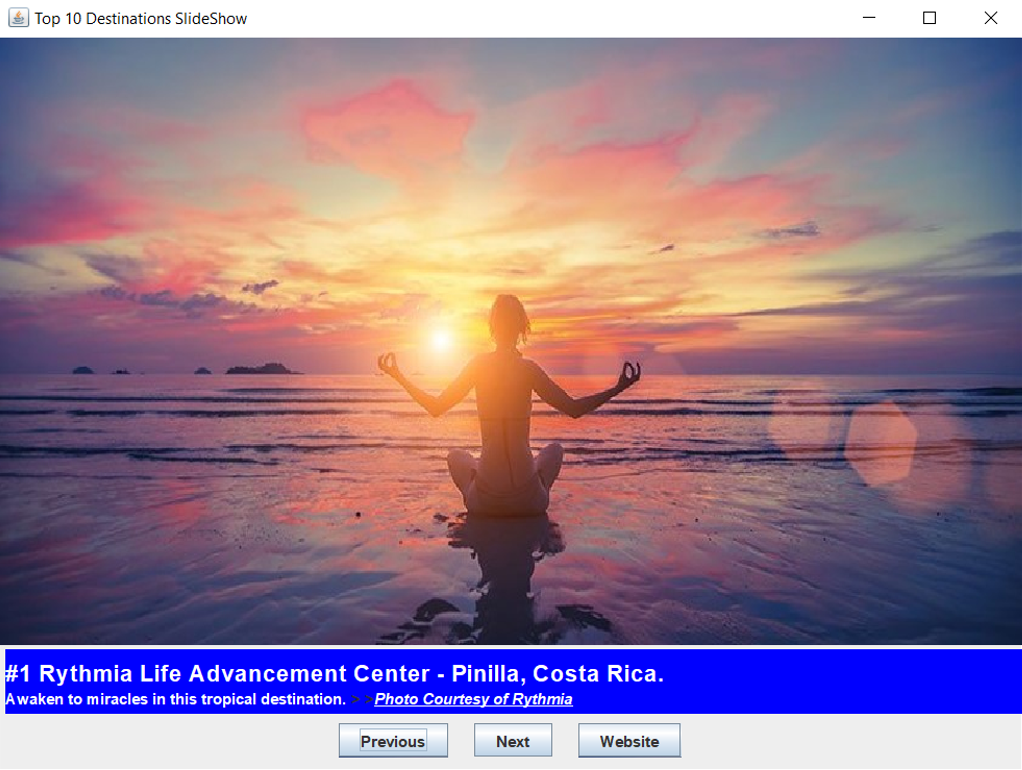 Top 10 Destinations SlideShow
#1 Rythmia Life Advancement Center - Pinilla, Costa Rica.
Awaken to miracles in this tropical destination. > >Photo Courtesy of Rythmia
Previous Next Website